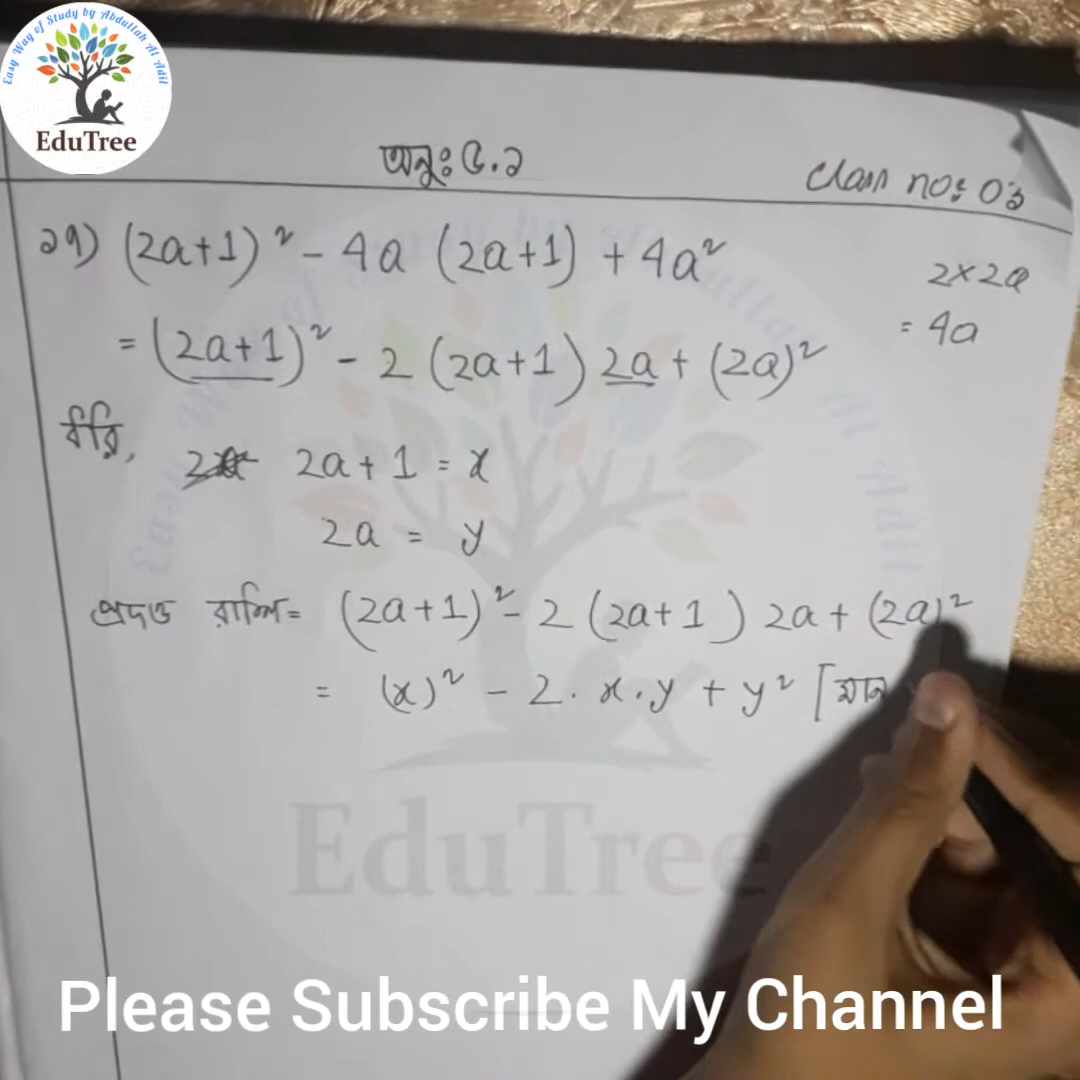 Easy Way of Study by Abdullah Al Adil
EduTree
অনুঃ ৫.১
Class no: 03
২৭) (2a+1)² - 4a (2a+1) + 4a²
2×2a
= 4a
= (2a+1)² - 2 (2a+1) 2a + (2a)²
ধরি,
2a+1 = x
2a = y
প্রদত্ত রাশি= (2a+1)² - 2 (2a+1) 2a + (2a)²
= (x)² - 2. x.y + y² [মান
EduTree
Please Subscribe My Channel